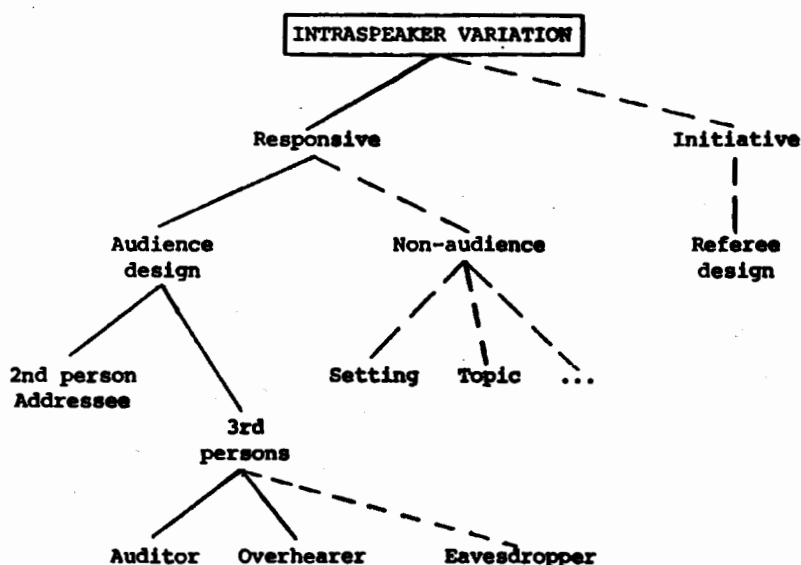 INTRASPEAKER VARIATION
Responsive
Initiative
Audience
design
Non-audience
Referee
design
2nd person
Addressee
Setting
Topic
...
3rd
persons
Auditor
Overhearer
Eavesdropper